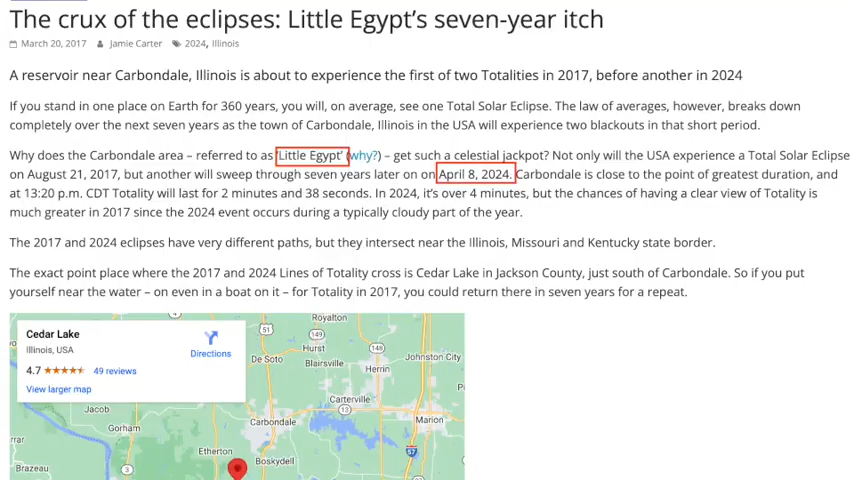 The crux of the eclipses: Little Egypt's seven-year itch
March 20, 2017 Jamie Carter 2024, Illinois
A reservoir near Carbondale, Illinois is about to experience the first of two Totalities in 2017, before another in 2024
If you stand in one place on Earth for 360 years, you will, on average, see one Total Solar Eclipse. The law of averages, however, breaks down
completely over the next seven years as the town of Carbondale, Illinois in the USA will experience two blackouts in that short period.
Why does the Carbondale area – referred to as 'Little Egypt' (why?) – get such a celestial jackpot? Not only will the USA experience a Total Solar Eclipse
on August 21, 2017, but another will sweep through seven years later on on April 8, 2024. Carbondale is close to the point of greatest duration, and
at 13:20 p.m. CDT Totality will last for 2 minutes and 38 seconds. In 2024, it's over 4 minutes, but the chances of having a clear view of Totality is
much greater in 2017 since the 2024 event occurs during a typically cloudy part of the year.
The 2017 and 2024 eclipses have very different paths, but they intersect near the Illinois, Missouri and Kentucky state border.
The exact point place where the 2017 and 2024 Lines of Totality cross is Cedar Lake in Jackson County, just south of Carbondale. So if you put
yourself near the water – on even in a boat on it – for Totality in 2017, you could return there in seven years for a repeat.
Cedar Lake
Illinois, USA
4.7 49 reviews
View larger map
Directions
Royalton
51
149
Hurst
148
Johnston City
De Soto
Blairsville
Herrin
Jacob
Carterville
13
Gorham
Carbondale
Marion
Etherton
57
Boskydell
Brazeau
3